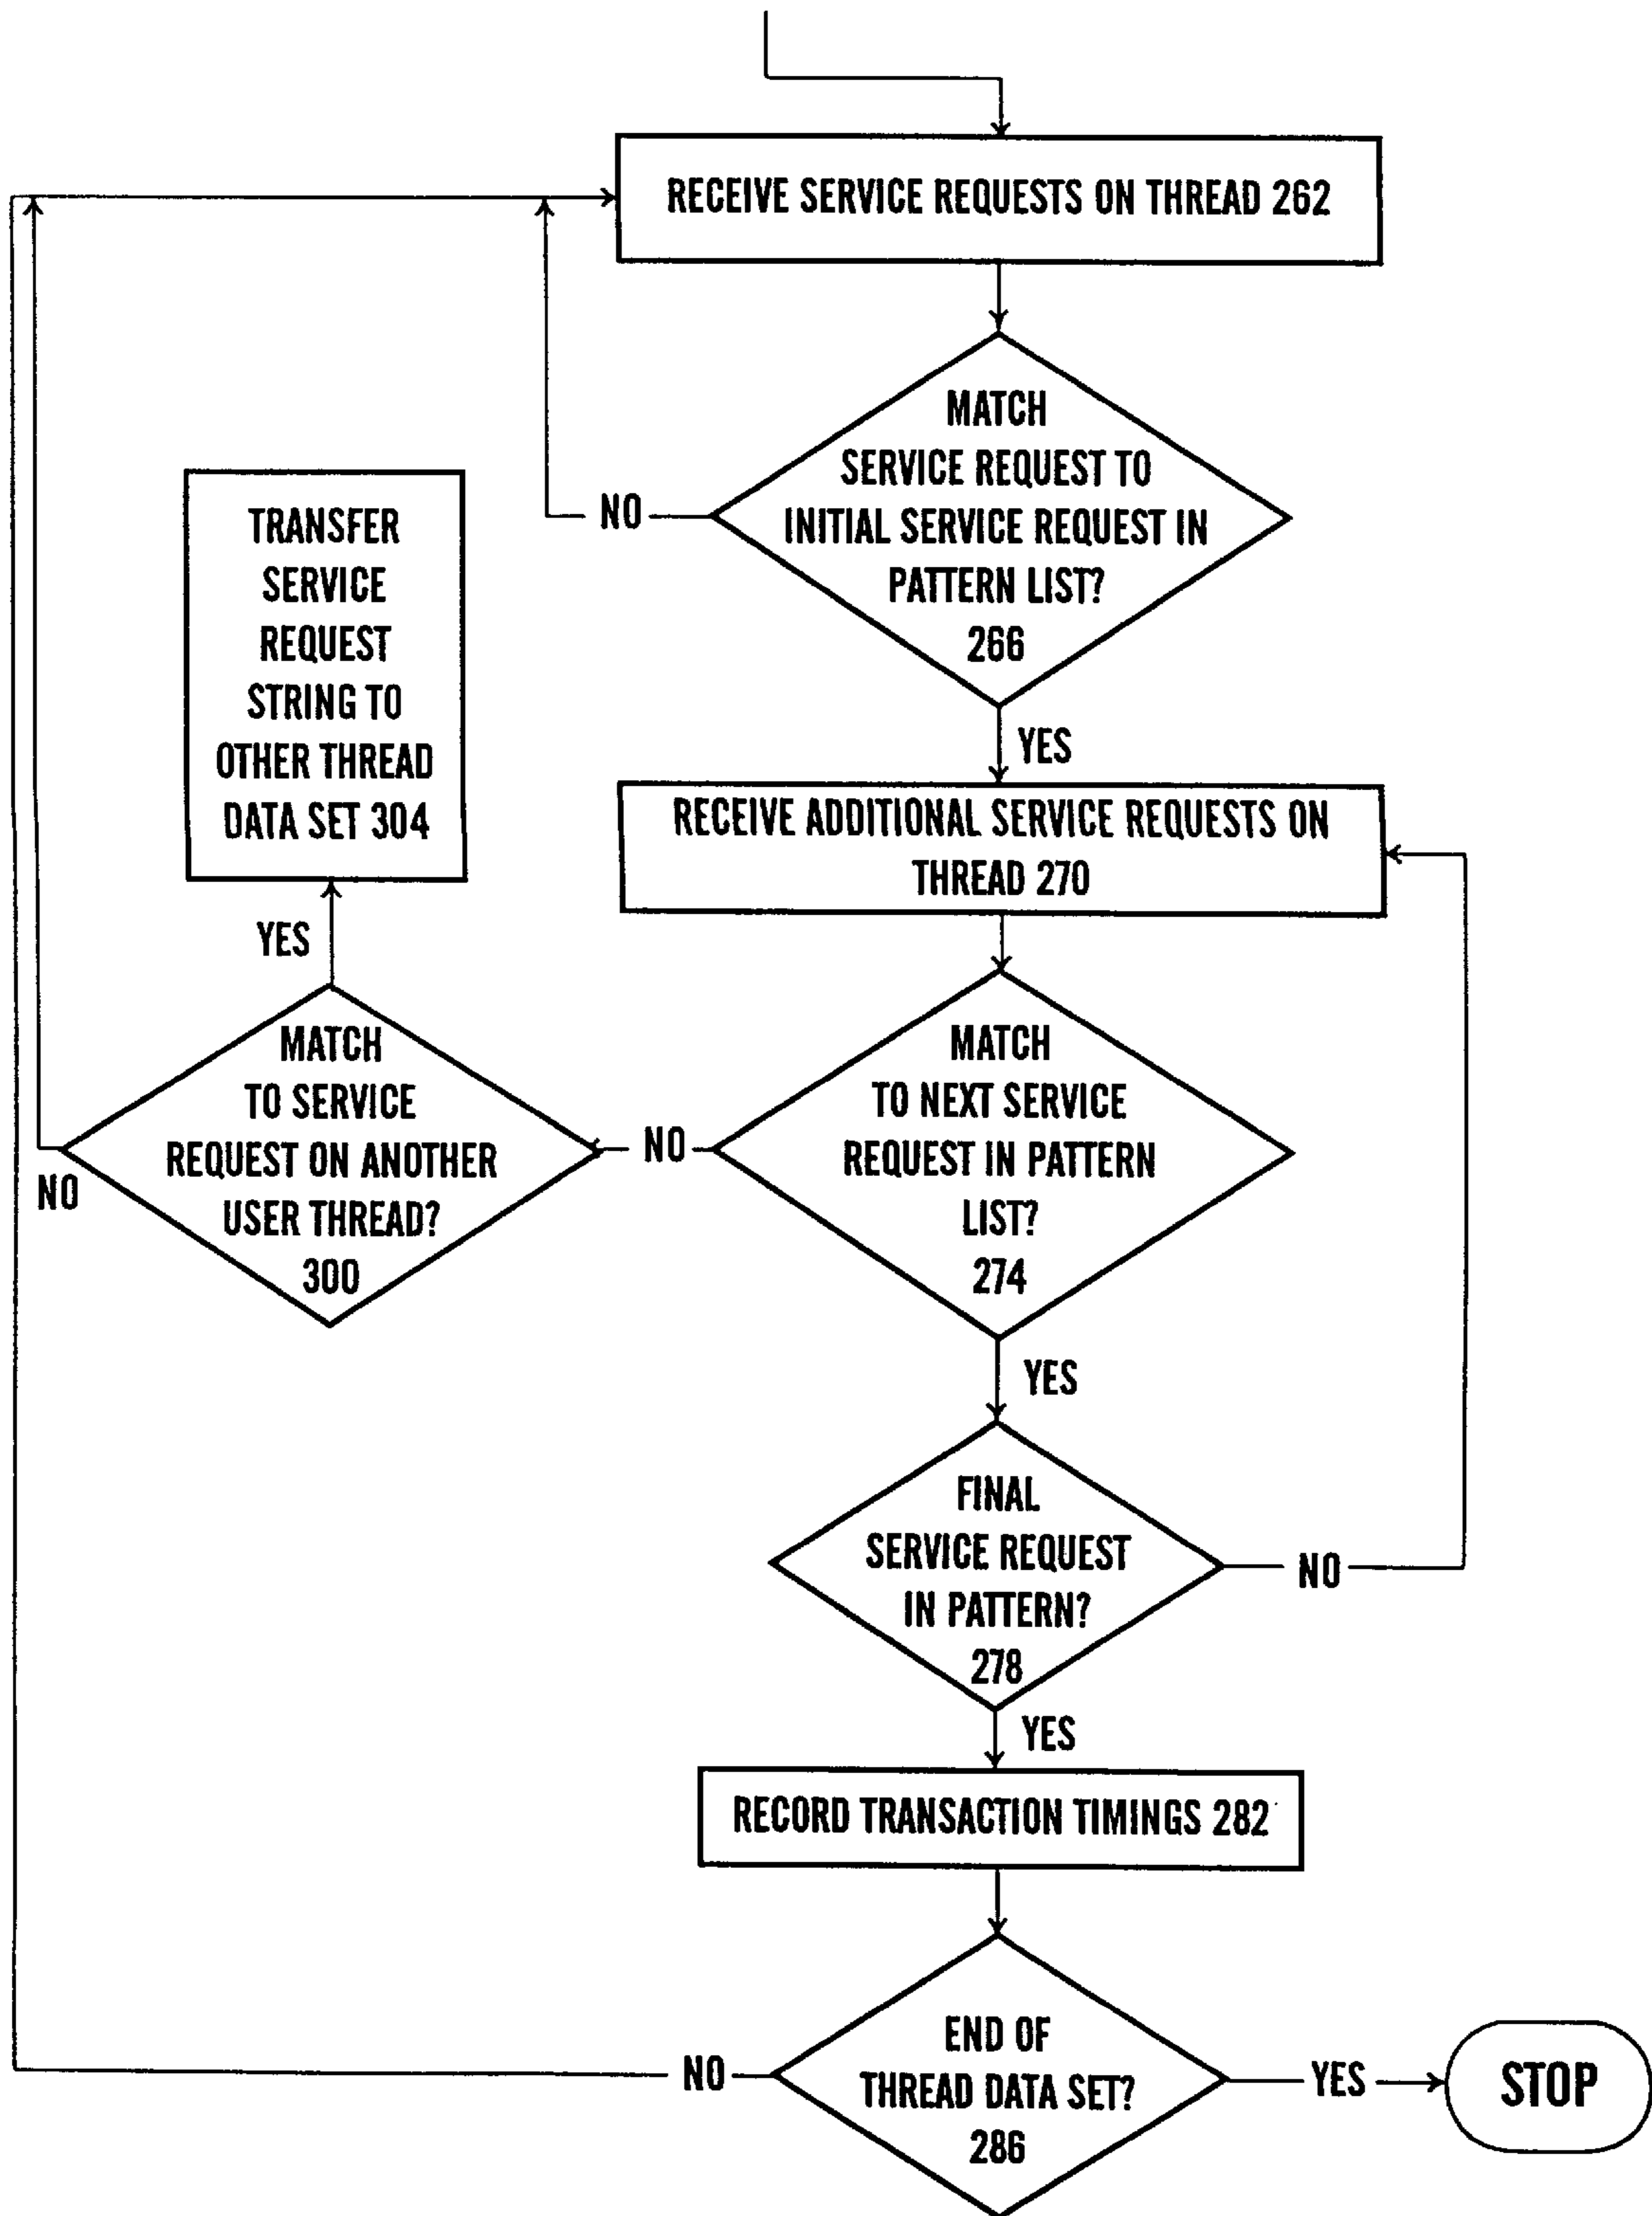 RECEIVE SERVICE REQUESTS ON THREAD 262
MATCH
SERVICE REQUEST TO
INITIAL SERVICE REQUEST IN
PATTERN LIST?
266
NO
YES
TRANSFER
SERVICE
REQUEST
STRING TO
OTHER THREAD
DATA SET 304
RECEIVE ADDITIONAL SERVICE REQUESTS ON
THREAD 270
YES
MATCH
TO SERVICE
REQUEST ON ANOTHER
USER THREAD?
300
NO
NO
MATCH
TO NEXT SERVICE
REQUEST IN PATTERN
LIST?
274
YES
FINAL
SERVICE REQUEST
IN PATTERN?
278
NO
YES
RECORD TRANSACTION TIMINGS 282
END OF
THREAD DATA SET?
286
NO
YES
STOP